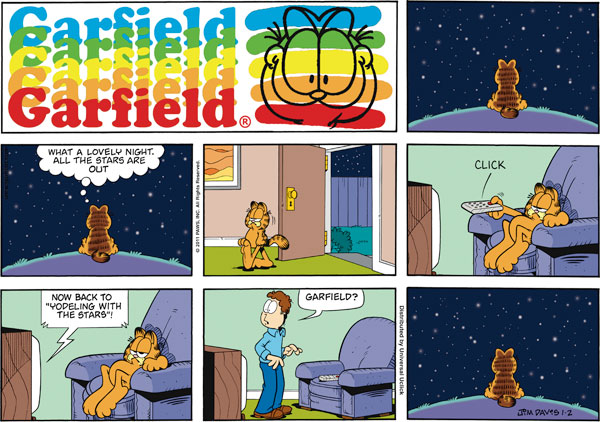 Garfield
Garfield
Garfield
Garfield
Garfield®
WHAT A LOVELY NIGHT.
ALL THE STARS ARE
OUT
© 2011 PAWS, INC. All Rights Reserved.
CLICK
NOW BACK TO
"YODELING WITH
THE STARS"!
GARFIELD?
Distributed by Universal Uclick
JIM DAVIS 1-2